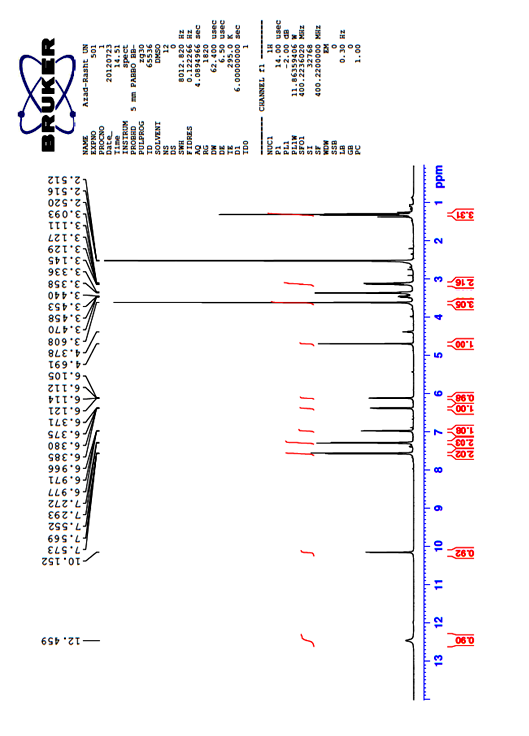 BRUKER
NAME Azad-Rasht UN
EXPNO 501
PROCNO 1
Date_ 20120723
Time 14.51
INSTRUM spect
PROBHD 5 mm PABBO BB-
PULPROG zg30
TD 65536
SOLVENT DMSO
NS 12
DS 0
SWH 8012.820 Hz
FIDRES 0.122266 Hz
AQ 4.0894966 sec
RG 1820
DW 62.400 usec
DE 6.50 usec
TE 295.0 K
D1 6.00000000 sec
TD0 1
CHANNEL f1
NUC1 1H
P1 14.00 usec
PL1 -2.00 dB
PL1W 11.86359406 W
SFO1 400.2236020 MHz
SI 32768
SF 400.2200000 MHz
WDW EM
SSB 0
LB 0.30 Hz
GB 0
PC 1.00
2.512
2.516
2.520
3.093
3.111
3.127
3.129
3.145
3.336
3.358
3.440
3.453
3.458
3.470
3.608
4.378
4.691
6.105
6.112
6.114
6.121
6.371
6.375
6.380
6.385
6.966
6.971
6.977
7.272
7.293
7.552
7.569
7.573
10.152
12.459
ppm
1
2
3
4
5
6
7
8
9
10
11
12
13
3.31
2.16
3.05
1.00
0.98
1.00
1.08
2.03
2.02
0.92
0.90